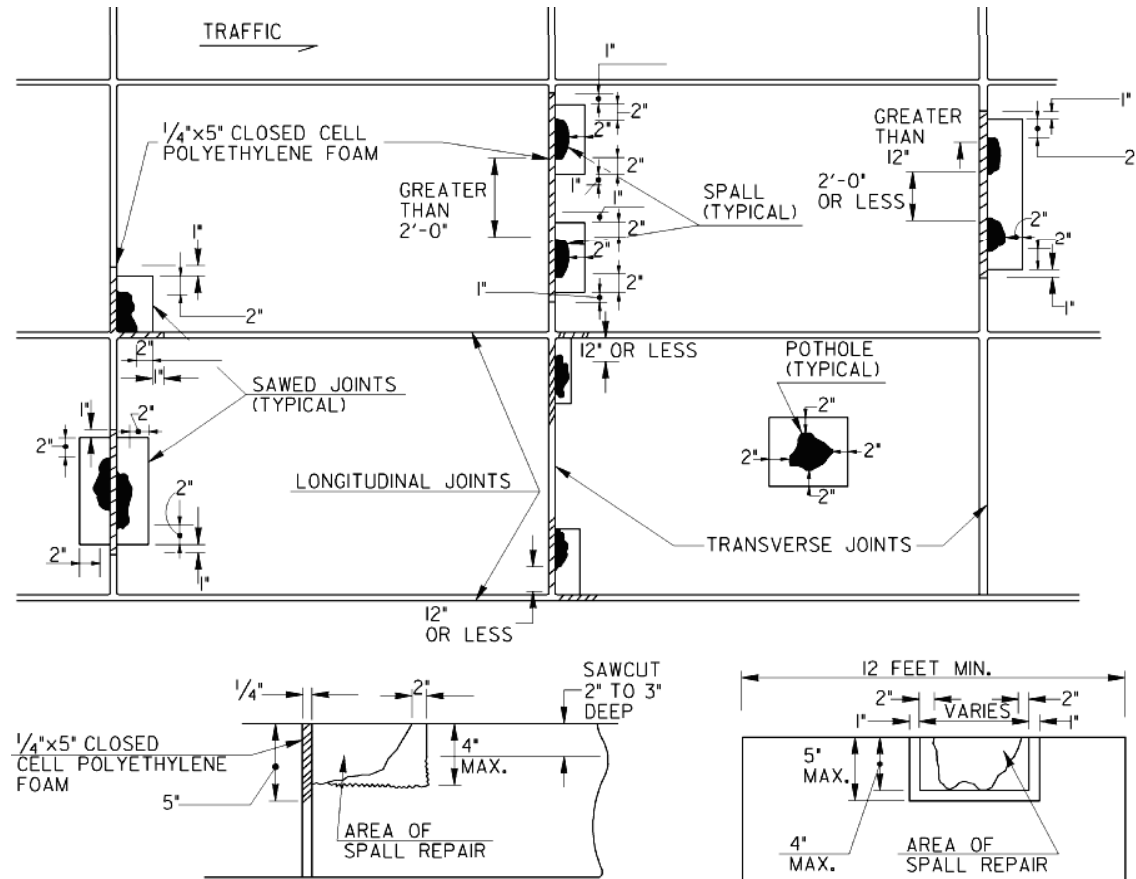 TRAFFIC
1"
2"
2"
2"
1"
1/4"x5" CLOSED CELL
POLYETHYLENE FOAM
GREATER
THAN
2'-0"
SPALL
(TYPICAL)
1"
2"
2"
2"
1"
GREATER
THAN
12"
2'-0"
OR LESS
1"
2
2"
2"
1"
1"
2"
2"
1"
12" OR LESS
POTHOLE
(TYPICAL)
2"
2"
2"
2"
SAWED JOINTS
(TYPICAL)
1"
2"
2"
2"
2"
1"
LONGITUDINAL JOINTS
TRANSVERSE JOINTS
12"
OR LESS
1/4"
2"
SAWCUT
2" TO 3"
DEEP
1/4"x5" CLOSED
CELL POLYETHYLENE
FOAM
5"
4"
MAX.
AREA OF
SPALL REPAIR
12 FEET MIN.
2"
2"
VARIES
1"
1"
5"
MAX.
4"
MAX.
AREA OF
SPALL REPAIR